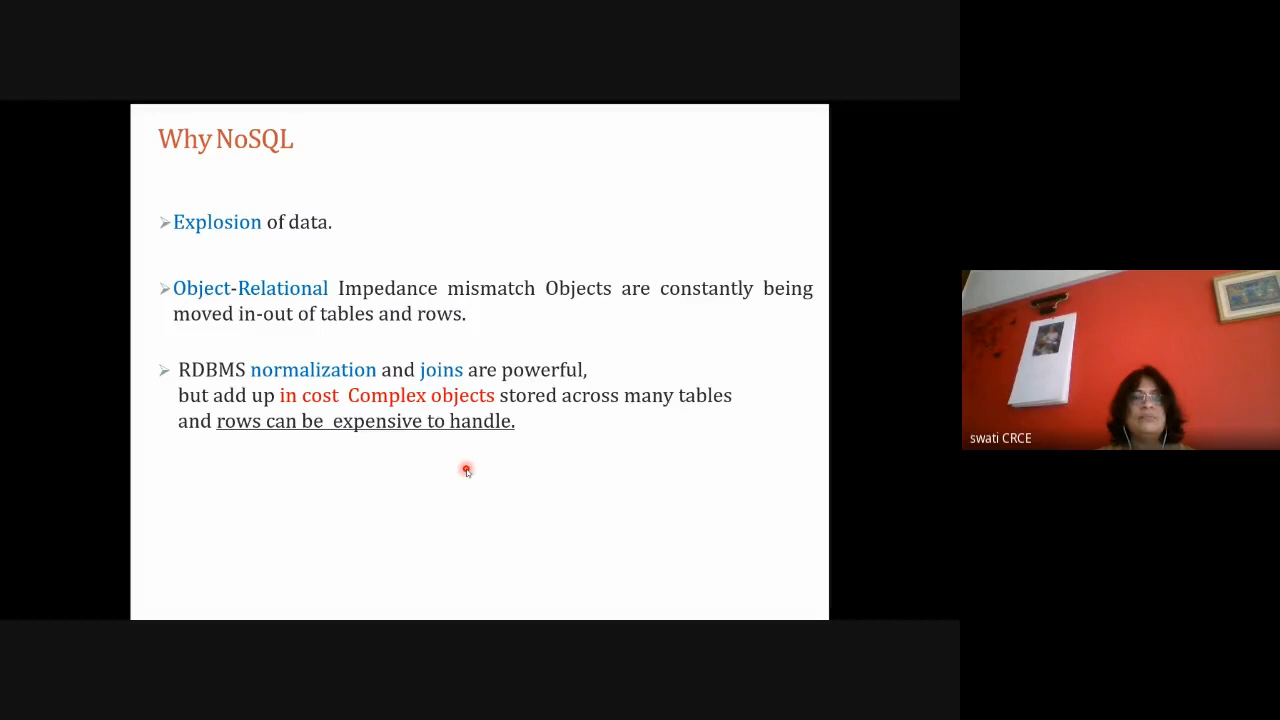 Why NoSQL
➢Explosion of data.
➢Object-Relational Impedance mismatch Objects are constantly being
moved in-out of tables and rows.
➢ RDBMS normalization and joins are powerful,
but add up in cost Complex objects stored across many tables
and rows can be expensive to handle.
swati CRCE